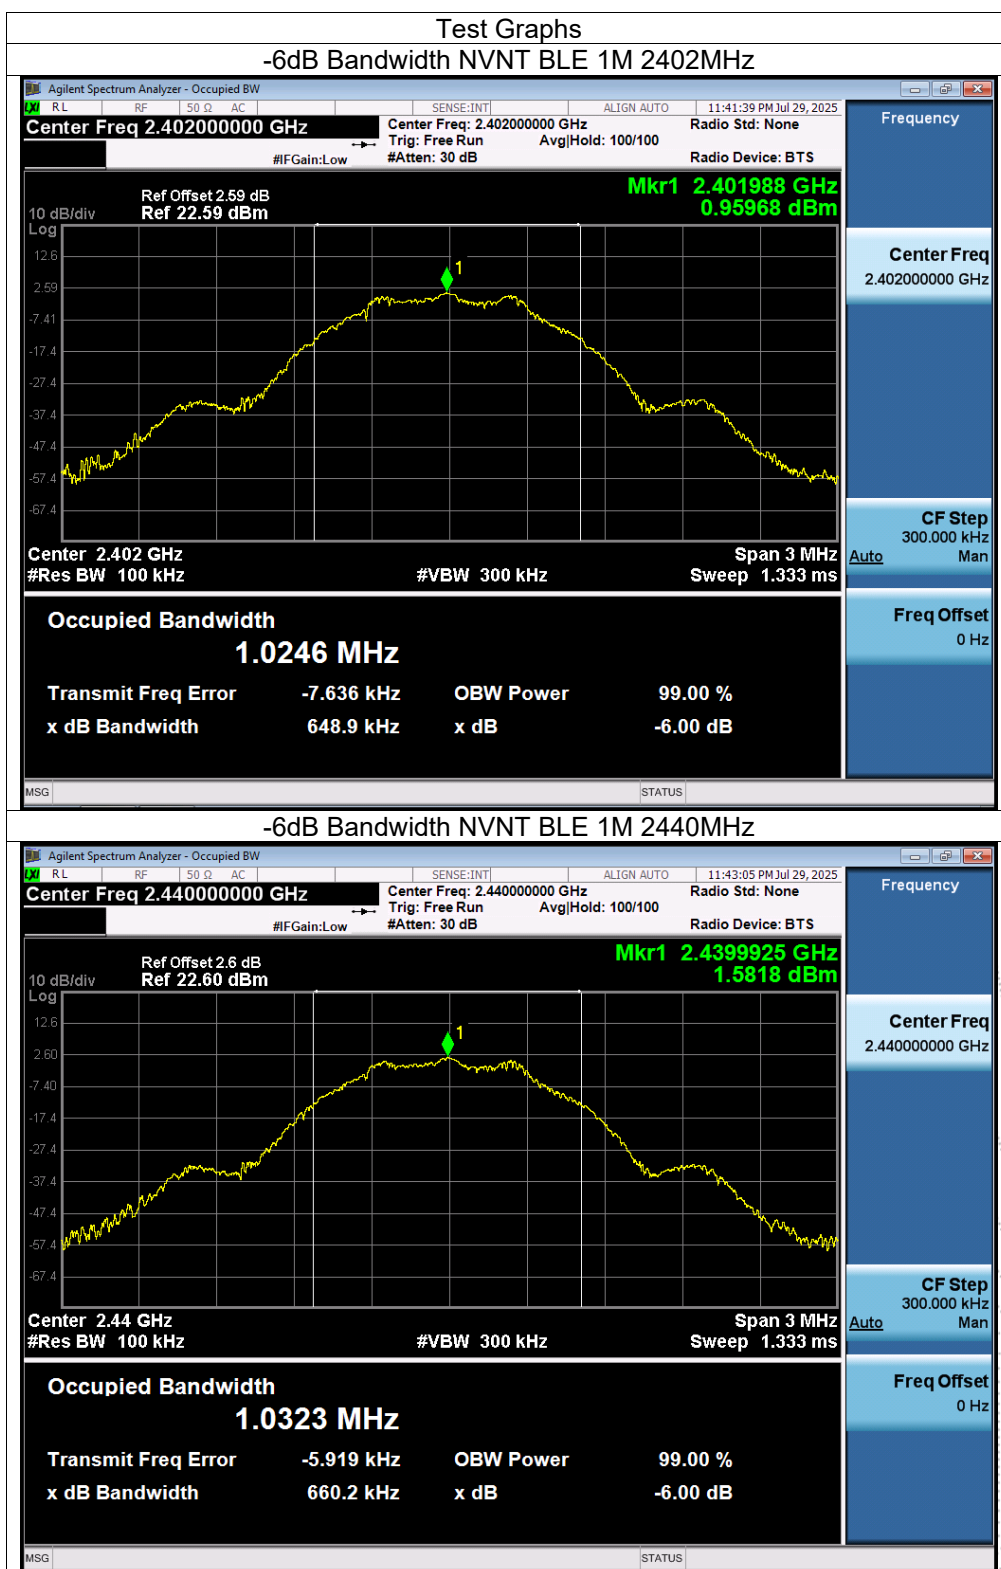 Test Graphs
-6dB Bandwidth NVNT BLE 1M 2402MHz
Agilent Spectrum Analyzer - Occupied BW
LXI RL RF 50 Ω AC SENSE:INT ALIGN AUTO 11:41:39 PM Jul 29, 2025
Center Freq 2.402000000 GHz
Center Freq: 2.402000000 GHz
Radio Std: None
Trig: Free Run Avg|Hold: 100/100
#IFGain:Low #Atten: 30 dB Radio Device: BTS
Frequency
Mkr1 2.401988 GHz
0.95968 dBm
Ref Offset 2.59 dB
10 dB/div Ref 22.59 dBm
Log
1
12.6
2.59
-7.41
-17.4
-27.4
-37.4
-47.4
-57.4
-67.4
Center Freq
2.402000000 GHz
Center 2.402 GHz Span 3 MHz
#Res BW 100 kHz #VBW 300 kHz Sweep 1.333 ms
CF Step
300.000 kHz
Auto Man
Freq Offset
0 Hz
Occupied Bandwidth
1.0246 MHz
Transmit Freq Error -7.636 kHz OBW Power 99.00 %
x dB Bandwidth 648.9 kHz x dB -6.00 dB
MSG STATUS
-6dB Bandwidth NVNT BLE 1M 2440MHz
Agilent Spectrum Analyzer - Occupied BW
LXI RL RF 50 Ω AC SENSE:INT ALIGN AUTO 11:43:05 PM Jul 29, 2025
Center Freq 2.440000000 GHz
Center Freq: 2.440000000 GHz
Radio Std: None
Trig: Free Run Avg|Hold: 100/100
#IFGain:Low #Atten: 30 dB Radio Device: BTS
Frequency
Mkr1 2.4399925 GHz
1.5818 dBm
Ref Offset 2.6 dB
10 dB/div Ref 22.60 dBm
Log
1
12.6
2.60
-7.40
-17.4
-27.4
-37.4
-47.4
-57.4
-67.4
Center Freq
2.440000000 GHz
Center 2.44 GHz Span 3 MHz
#Res BW 100 kHz #VBW 300 kHz Sweep 1.333 ms
CF Step
300.000 kHz
Auto Man
Freq Offset
0 Hz
Occupied Bandwidth
1.0323 MHz
Transmit Freq Error -5.919 kHz OBW Power 99.00 %
x dB Bandwidth 660.2 kHz x dB -6.00 dB
MSG STATUS